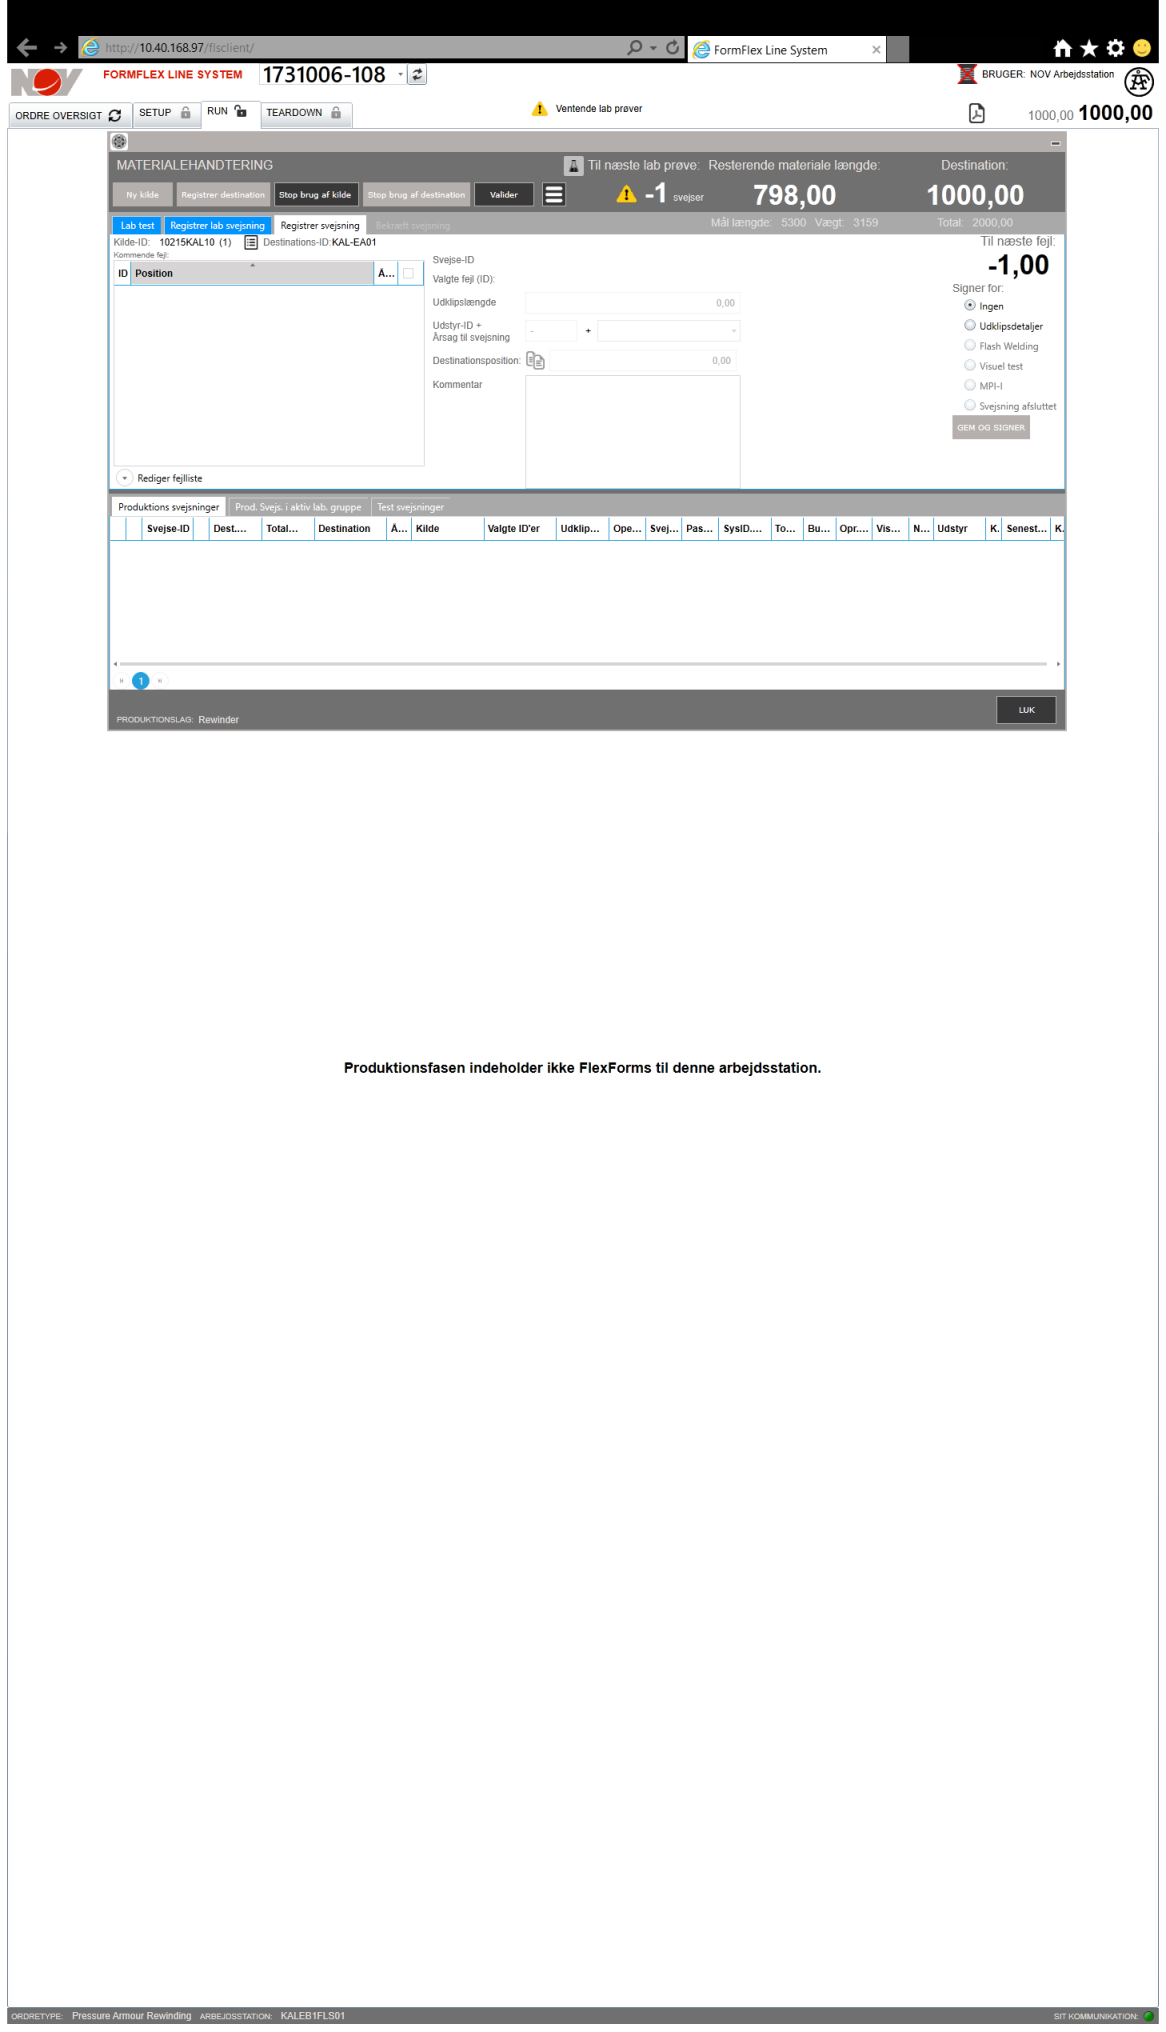 http://10.40.168.97/fisclient/
FormFlex Line System
NOV
FORMFLEX LINE SYSTEM
1731006-108
BRUGER: NOV Arbejdsstation
ORDRE OVERSIGT
SETUP
RUN
TEARDOWN
Ventende lab prøver
1000,00 1000,00
MATERIALEHANDTERING
Til næste lab prøve:
Resterende materiale længde:
Destination:
Ny kilde
Registrer destination
Stop brug af kilde
Stop brug af destination
Valider
-1 svejser
798,00
1000,00
Mål længde: 5300 Vægt: 3159
Total: 2000,00
Lab test
Registrer lab svejsning
Registrer svejsning
Bekræft svejsning
Kilde-ID: 10215KAL10 (1)
Destinations-ID: KAL-EA01
Til næste fejl:
-1,00
Kommende fejl:
ID Position Å...
Svejse-ID
Valgte fejl (ID):
Udklipslængde 0,00
Udstyr-ID +
Årsag til svejsning
- +
Destinationsposition: 0,00
Kommentar
Signer for:
Ingen
Udklipsdetaljer
Flash Welding
Visuel test
MPI-I
Svejsning afsluttet
GEM OG SIGNER
Rediger fejlliste
Produktions svejsninger
Prod. Svejs. i aktiv lab. gruppe
Test svejsninger
Svejse-ID Dest.... Total... Destination Å... Kilde Valgte ID'er Udklip... Ope... Svej... Pas... SysID.... To... Bu... Opr.... Vis... N... Udstyr K. Senest... K.
1
PRODUKTIONSLAG: Rewinder
LUK
Produktionsfasen indeholder ikke FlexForms til denne arbejdsstation.
ORDRETYPE: Pressure Armour Rewinding ARBEJDSSTATION: KALEB1FLS01
SIT KOMMUNIKATION: